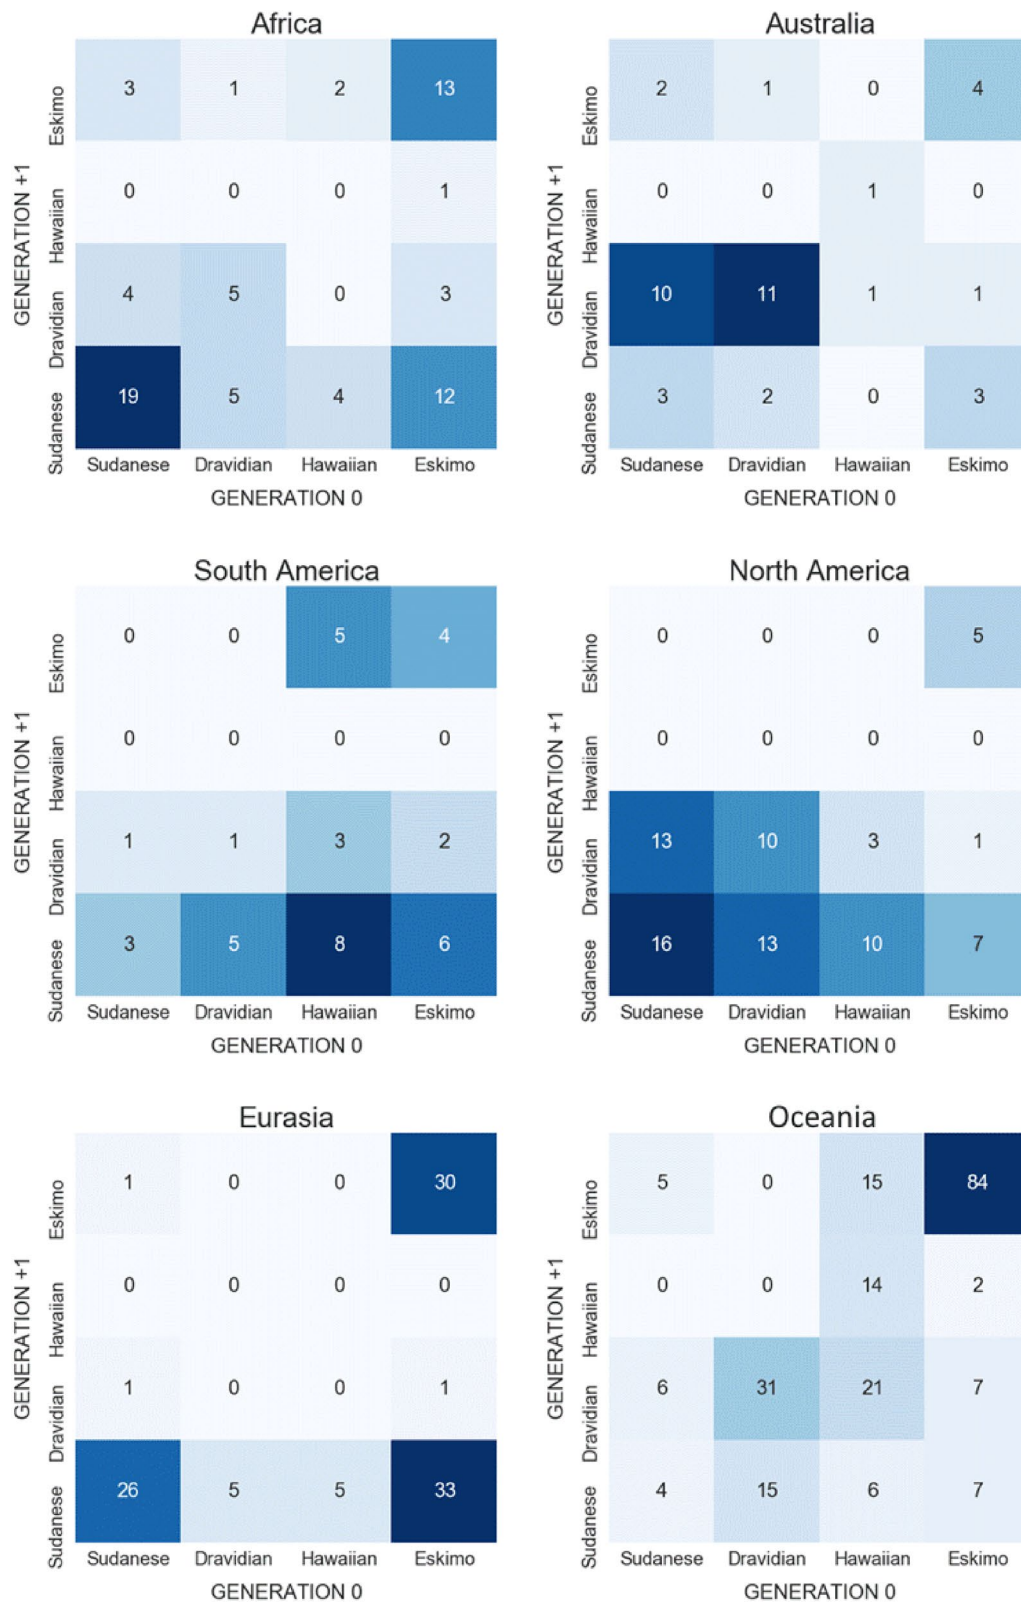 Africa
Eskimo 3 1 2 13
Hawaiian 0 0 0 1
Dravidian 4 5 0 3
Sudanese 19 5 4 12
GENERATION +1
Sudanese Dravidian Hawaiian Eskimo
GENERATION 0
Australia
Eskimo 2 1 0 4
Hawaiian 0 0 1 0
Dravidian 10 11 1 1
Sudanese 3 2 0 3
GENERATION +1
Sudanese Dravidian Hawaiian Eskimo
GENERATION 0
South America
Eskimo 0 0 5 4
Hawaiian 0 0 0 0
Dravidian 1 1 3 2
Sudanese 3 5 8 6
GENERATION +1
Sudanese Dravidian Hawaiian Eskimo
GENERATION 0
North America
Eskimo 0 0 0 5
Hawaiian 0 0 0 0
Dravidian 13 10 3 1
Sudanese 16 13 10 7
GENERATION +1
Sudanese Dravidian Hawaiian Eskimo
GENERATION 0
Eurasia
Eskimo 1 0 0 30
Hawaiian 0 0 0 0
Dravidian 1 0 0 1
Sudanese 26 5 5 33
GENERATION +1
Sudanese Dravidian Hawaiian Eskimo
GENERATION 0
Oceania
Eskimo 5 0 15 84
Hawaiian 0 0 14 2
Dravidian 6 31 21 7
Sudanese 4 15 6 7
GENERATION +1
Sudanese Dravidian Hawaiian Eskimo
GENERATION 0